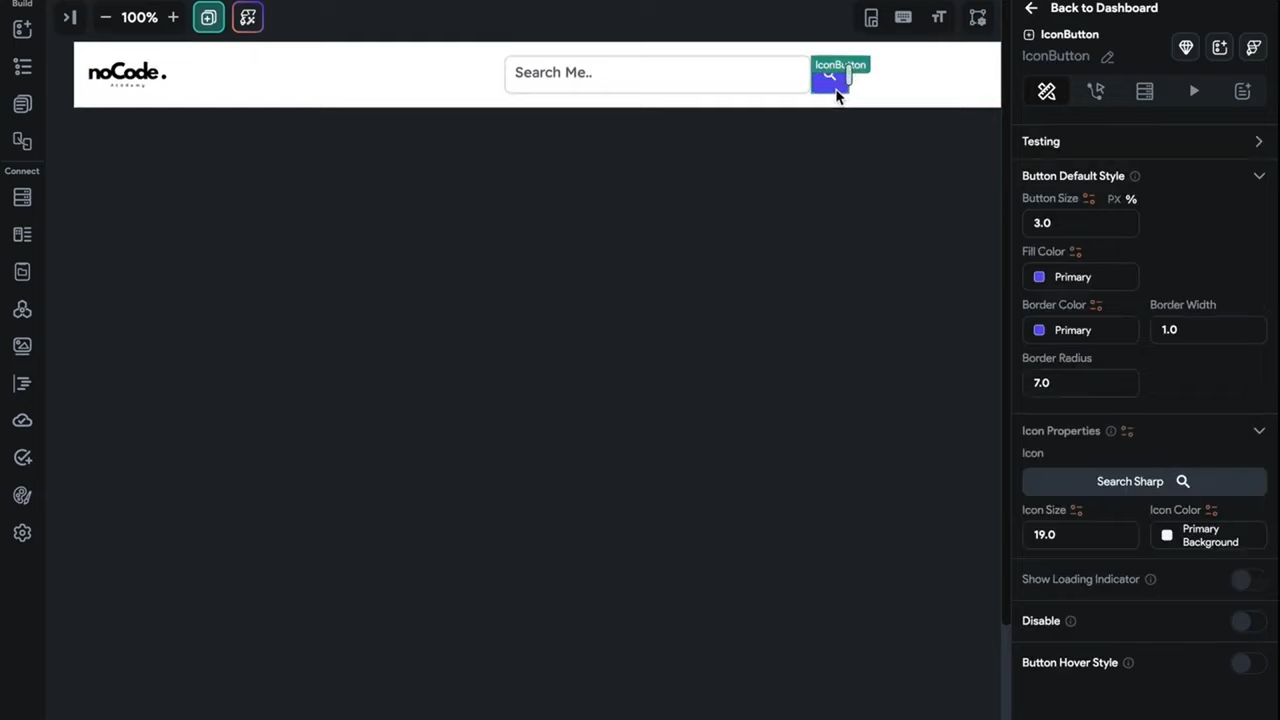 Build
100%
Back to Dashboard
IconButton
IconButton
noCode.
Academy
Search Me..
IconButton
Connect
Testing
Button Default Style
Button Size PX %
3.0
Fill Color
Primary
Border Color Border Width
Primary 1.0
Border Radius
7.0
Icon Properties
Icon
Search Sharp
Icon Size Icon Color
19.0 Primary
Background
Show Loading Indicator
Disable
Button Hover Style